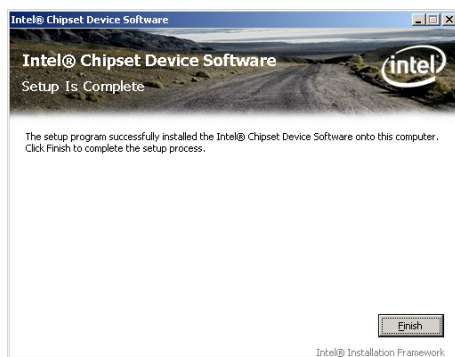 Intel® Chipset Device Software
Intel® Chipset Device Software
intel
Setup Is Complete
The setup program successfully installed the Intel® Chipset Device Software onto this computer.
Click Finish to complete the setup process.
Finish
Intel® Installation Framework